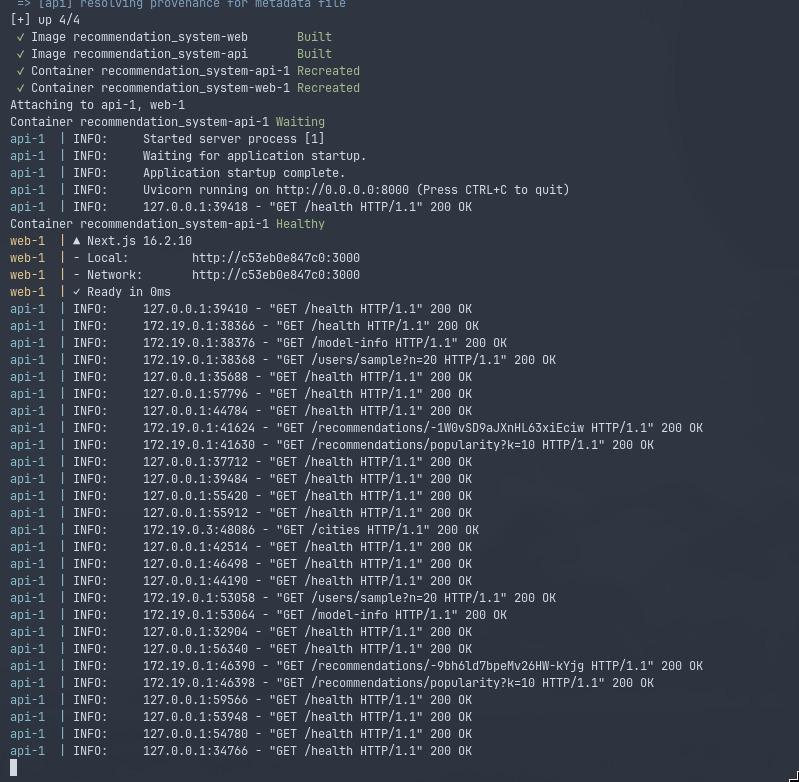 => [api] resolving provenance for metadata file
[+] up 4/4
✓ Image recommendation_system-web Built
✓ Image recommendation_system-api Built
✓ Container recommendation_system-api-1 Recreated
✓ Container recommendation_system-web-1 Recreated
Attaching to api-1, web-1
Container recommendation_system-api-1 Waiting
api-1 | INFO: Started server process [1]
api-1 | INFO: Waiting for application startup.
api-1 | INFO: Application startup complete.
api-1 | INFO: Uvicorn running on http://0.0.0.0:8000 (Press CTRL+C to quit)
api-1 | INFO: 127.0.0.1:39418 - "GET /health HTTP/1.1" 200 OK
Container recommendation_system-api-1 Healthy
web-1 | ▲ Next.js 16.2.10
web-1 | - Local: http://c53eb0e847c0:3000
web-1 | - Network: http://c53eb0e847c0:3000
web-1 | ✓ Ready in 0ms
api-1 | INFO: 127.0.0.1:39410 - "GET /health HTTP/1.1" 200 OK
api-1 | INFO: 172.19.0.1:38366 - "GET /health HTTP/1.1" 200 OK
api-1 | INFO: 172.19.0.1:38376 - "GET /model-info HTTP/1.1" 200 OK
api-1 | INFO: 172.19.0.1:38368 - "GET /users/sample?n=20 HTTP/1.1" 200 OK
api-1 | INFO: 127.0.0.1:35688 - "GET /health HTTP/1.1" 200 OK
api-1 | INFO: 127.0.0.1:57796 - "GET /health HTTP/1.1" 200 OK
api-1 | INFO: 127.0.0.1:44784 - "GET /health HTTP/1.1" 200 OK
api-1 | INFO: 172.19.0.1:41624 - "GET /recommendations/-1W0vSD9aJXnHL63xiEciw HTTP/1.1" 200 OK
api-1 | INFO: 172.19.0.1:41630 - "GET /recommendations/popularity?k=10 HTTP/1.1" 200 OK
api-1 | INFO: 127.0.0.1:37712 - "GET /health HTTP/1.1" 200 OK
api-1 | INFO: 127.0.0.1:39484 - "GET /health HTTP/1.1" 200 OK
api-1 | INFO: 127.0.0.1:55420 - "GET /health HTTP/1.1" 200 OK
api-1 | INFO: 127.0.0.1:55912 - "GET /health HTTP/1.1" 200 OK
api-1 | INFO: 172.19.0.3:48086 - "GET /cities HTTP/1.1" 200 OK
api-1 | INFO: 127.0.0.1:42514 - "GET /health HTTP/1.1" 200 OK
api-1 | INFO: 127.0.0.1:46498 - "GET /health HTTP/1.1" 200 OK
api-1 | INFO: 127.0.0.1:44190 - "GET /health HTTP/1.1" 200 OK
api-1 | INFO: 172.19.0.1:53058 - "GET /users/sample?n=20 HTTP/1.1" 200 OK
api-1 | INFO: 172.19.0.1:53064 - "GET /model-info HTTP/1.1" 200 OK
api-1 | INFO: 127.0.0.1:32904 - "GET /health HTTP/1.1" 200 OK
api-1 | INFO: 127.0.0.1:56340 - "GET /health HTTP/1.1" 200 OK
api-1 | INFO: 172.19.0.1:46390 - "GET /recommendations/-9bh6ld7bpeMv26HW-kYjg HTTP/1.1" 200 OK
api-1 | INFO: 172.19.0.1:46398 - "GET /recommendations/popularity?k=10 HTTP/1.1" 200 OK
api-1 | INFO: 127.0.0.1:59566 - "GET /health HTTP/1.1" 200 OK
api-1 | INFO: 127.0.0.1:53948 - "GET /health HTTP/1.1" 200 OK
api-1 | INFO: 127.0.0.1:54780 - "GET /health HTTP/1.1" 200 OK
api-1 | INFO: 127.0.0.1:34766 - "GET /health HTTP/1.1" 200 OK